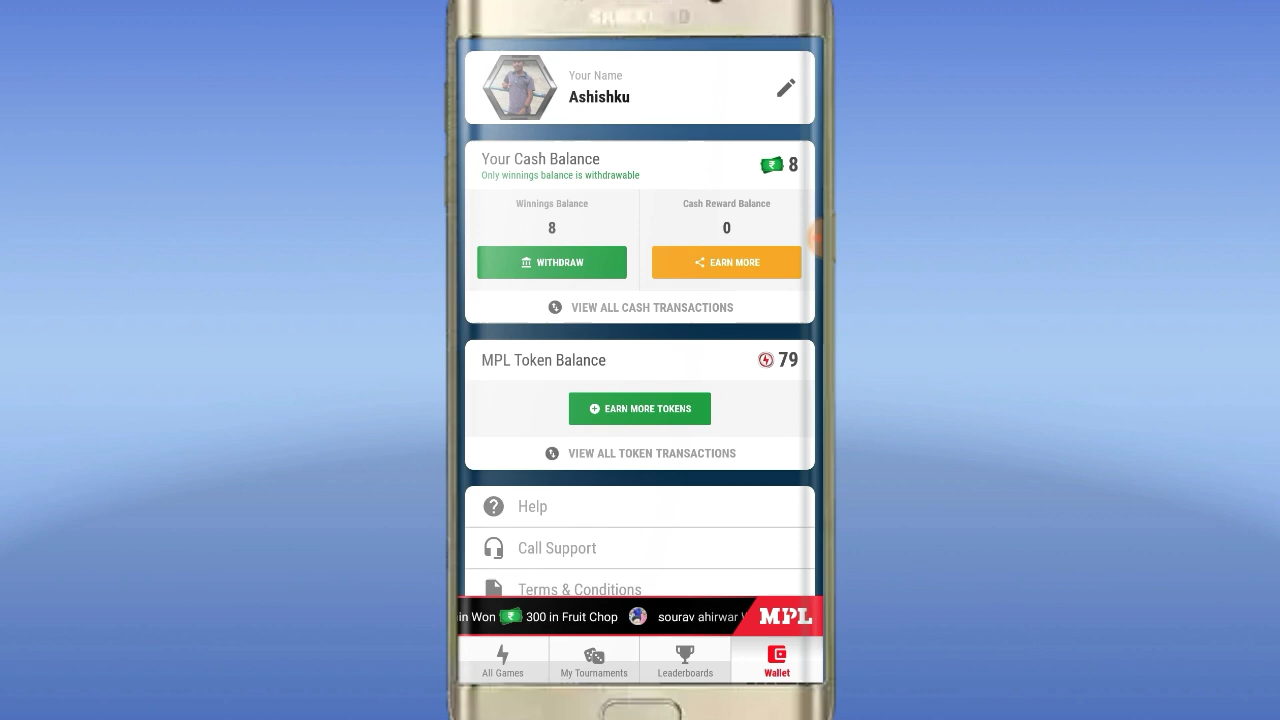 SAMSUNG
Your Name
Ashishku
Your Cash Balance
8
Only winnings balance is withdrawable
Winnings Balance
Cash Reward Balance
8
0
WITHDRAW
EARN MORE
VIEW ALL CASH TRANSACTIONS
MPL Token Balance
79
EARN MORE TOKENS
VIEW ALL TOKEN TRANSACTIONS
Help
Call Support
Terms & Conditions
in Won ₹ 300 in Fruit Chop sourav ahirwar
MPL
All Games
My Tournaments
Leaderboards
Wallet